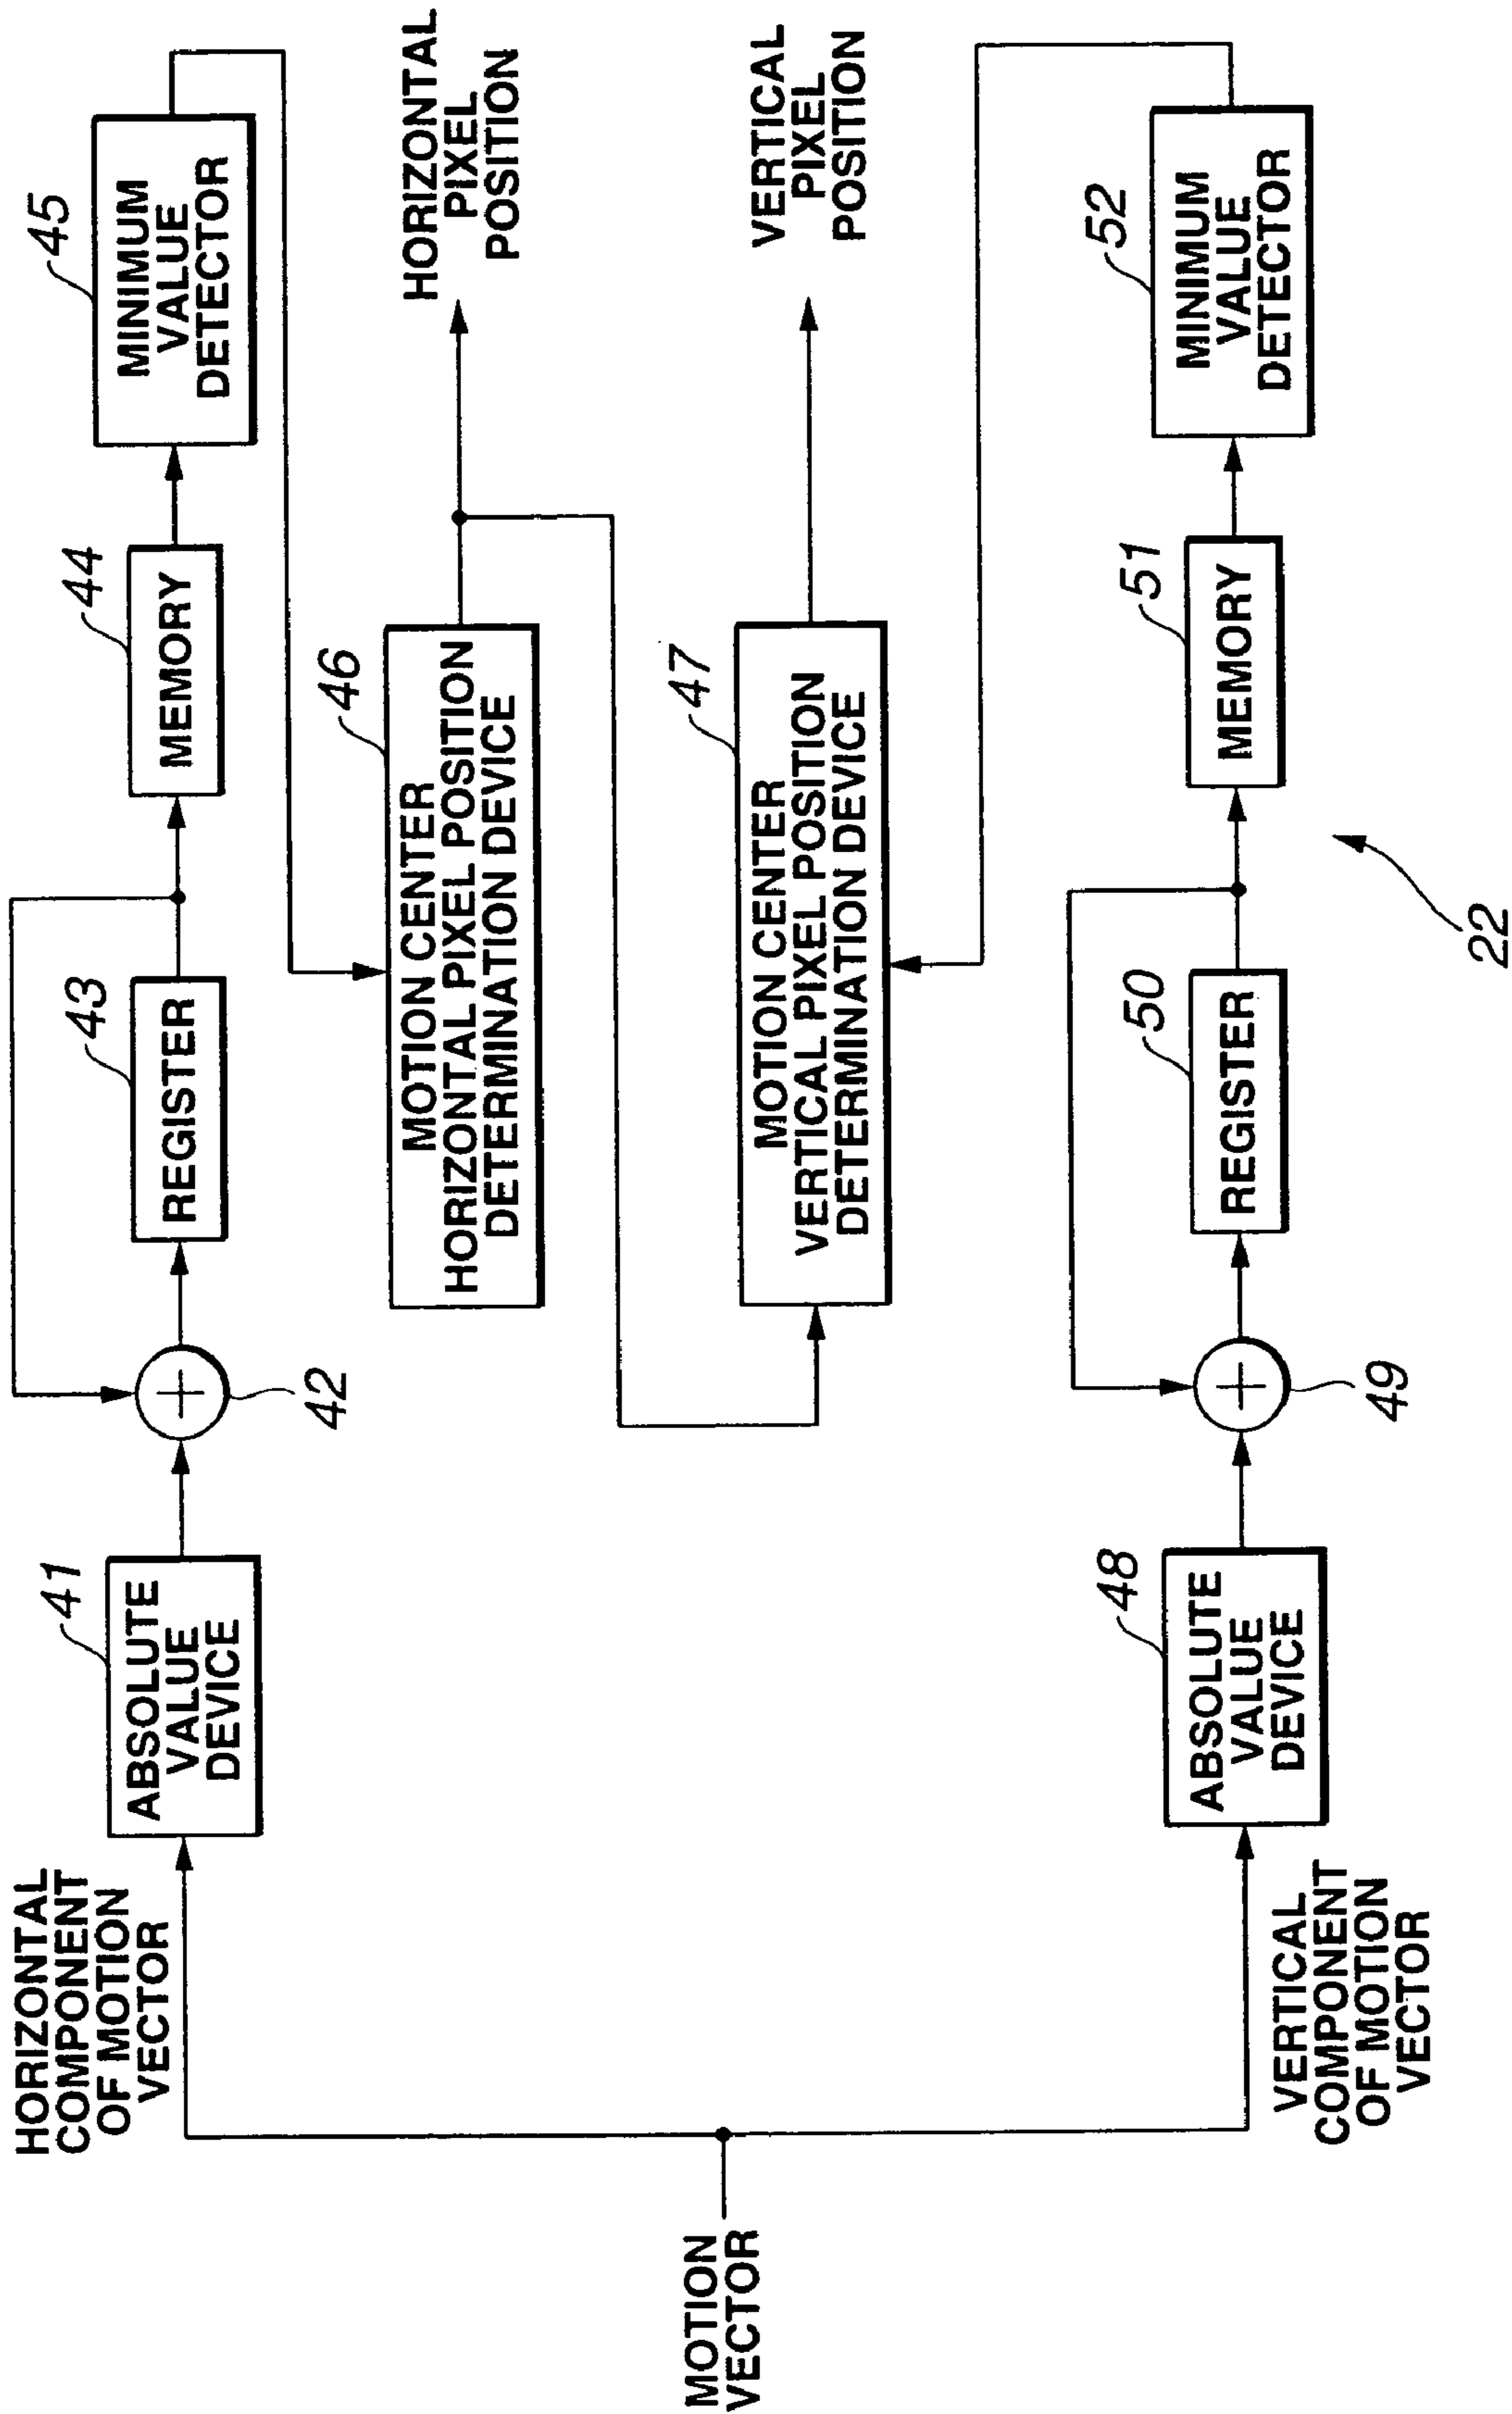 HORIZONTAL
COMPONENT
OF MOTION
VECTOR
41
ABSOLUTE
VALUE
DEVICE
42
43
REGISTER
44
MEMORY
45
MINIMUM
VALUE
DETECTOR
46
MOTION CENTER
HORIZONTAL PIXEL POSITION
DETERMINATION DEVICE
HORIZONTAL
PIXEL
POSITION
MOTION
VECTOR
47
MOTION CENTER
VERTICAL PIXEL POSITION
DETERMINATION DEVICE
VERTICAL
PIXEL
POSITION
VERTICAL
COMPONENT
OF MOTION
VECTOR
48
ABSOLUTE
VALUE
DEVICE
49
50
REGISTER
51
MEMORY
52
MINIMUM
VALUE
DETECTOR
22